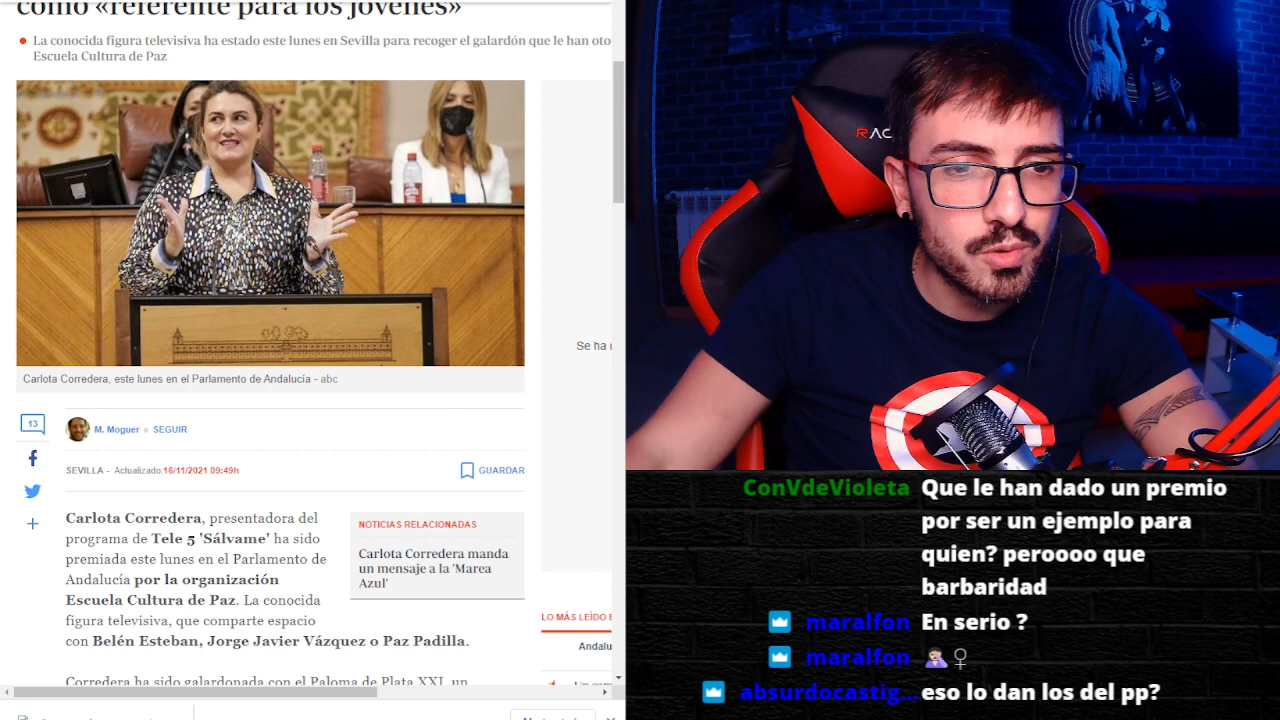 como «referente para los jóvenes»
La conocida figura televisiva ha estado este lunes en Sevilla para recoger el galardón que le han oto
Escuela Cultura de Paz
Carlota Corredera, este lunes en el Parlamento de Andalucía - abc
Se ha
13
M. Moguer
SEGUIR
SEVILLA - Actualizado:16/11/2021 09:49h
GUARDAR
Carlota Corredera, presentadora del
programa de Tele 5 'Sálvame' ha sido
premiada este lunes en el Parlamento de
Andalucía por la organización
Escuela Cultura de Paz. La conocida
figura televisiva, que comparte espacio
con Belén Esteban, Jorge Javier Vázquez o Paz Padilla.
Corredera ha sido galardonada con el Paloma de Plata XXI, un
NOTICIAS RELACIONADAS
Carlota Corredera manda
un mensaje a la 'Marea
Azul'
LO MÁS LEÍDO E
Andalu
RAC
ConVdeVioleta Que le han dado un premio
por ser un ejemplo para
quien? peroooo que
barbaridad
maralfon En serio ?
maralfon
absurdocastig... eso lo dan los del pp?